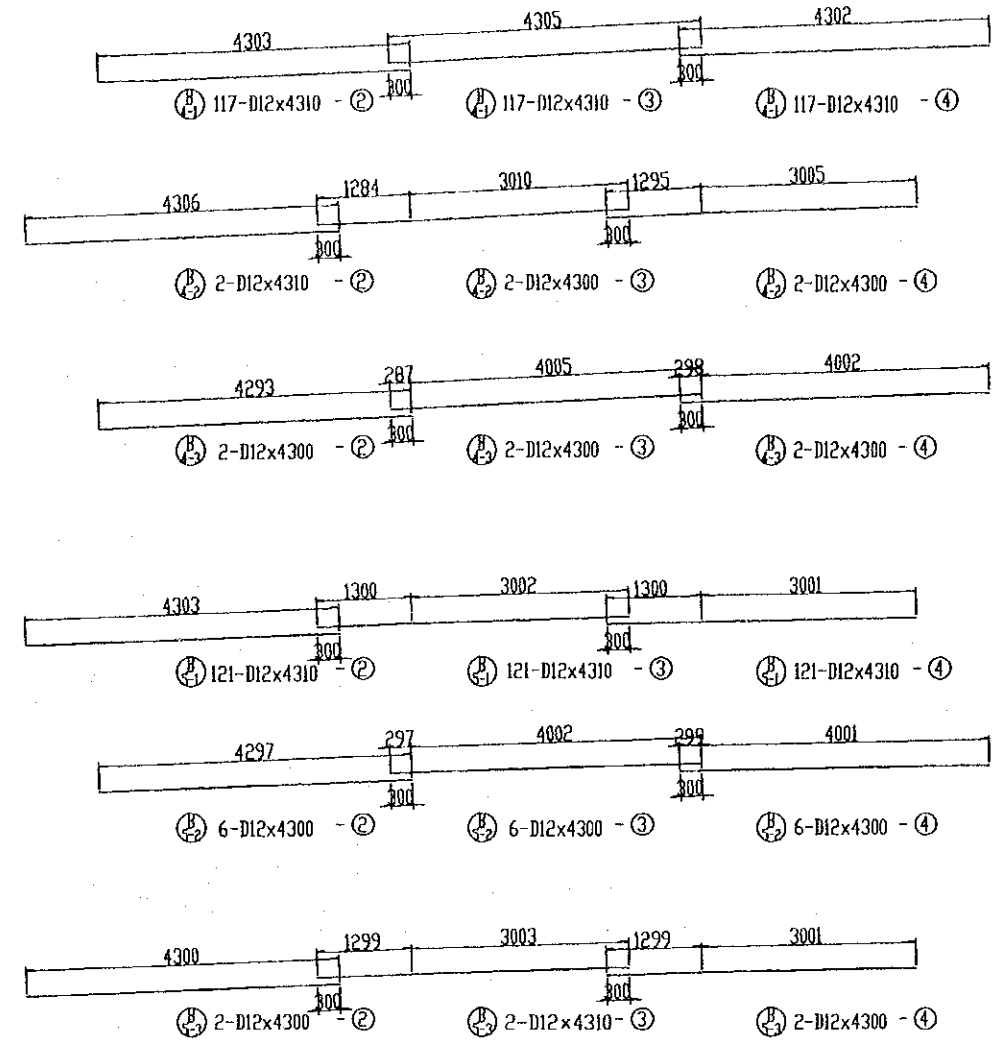 4303 4305 4302
300 300
B 4-1 117-D12x4310 - ② B 4-1 117-D12x4310 - ③ B 4-1 117-D12x4310 - ④
4306 1284 3010 1295 3005
300 300
B 4-2 2-D12x4310 - ② B 4-2 2-D12x4300 - ③ B 4-2 2-D12x4300 - ④
4293 287 4005 298 4002
300 300
B 4-3 2-D12x4300 - ② B 4-3 2-D12x4300 - ③ B 4-3 2-D12x4300 - ④
4303 1300 3002 1300 3001
300 300
B 5-1 121-D12x4310 - ② B 5-1 121-D12x4310 - ③ B 5-1 121-D12x4310 - ④
4297 297 4002 299 4001
300 300
B 5-2 6-D12x4300 - ② B 5-2 6-D12x4300 - ③ B 5-2 6-D12x4300 - ④
4300 1299 3003 1299 3001
300 300
B 5-3 2-D12x4300 - ② B 5-3 2-D12x4310 - ③ B 5-3 2-D12x4300 - ④